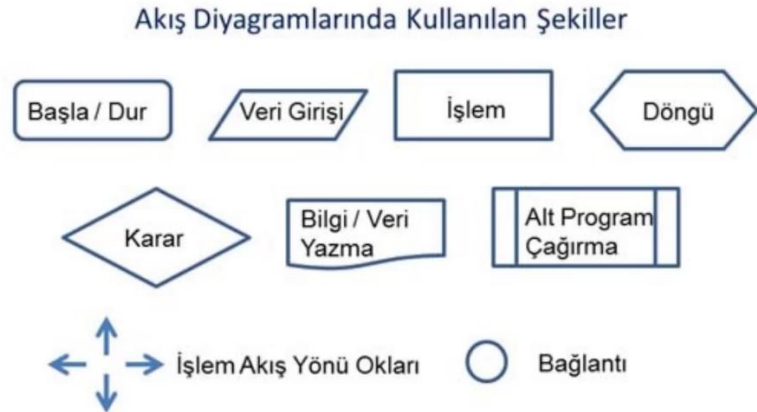 Akış Diyagramlarında Kullanılan Şekiller
Başla / Dur
Veri Girişi
İşlem
Döngü
Karar
Bilgi / Veri
Yazma
Alt Program
Çağırma
İşlem Akış Yönü Okları
Bağlantı